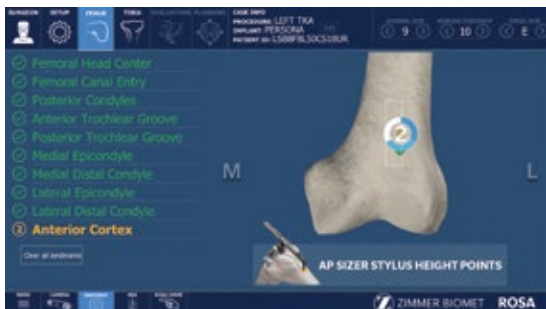 SURGEON
SETUP
FEMUR
TIBIA
CASE INFO
PROCEDURE: LEFT TKA
IMPLANT: PERSONA
9
10
E
Femoral Head Center
Femoral Canal Entry
Posterior Condyles
Anterior Trochlear Groove
Posterior Trochlear Groove
Medial Epicondyle
Medial Distal Condyle
Lateral Epicondyle
Lateral Distal Condyle
2 Anterior Cortex
Clear all landmarks
M
2
L
AP SIZER STYLUS HEIGHT POINTS
ZIMMER BIOMET
ROSA